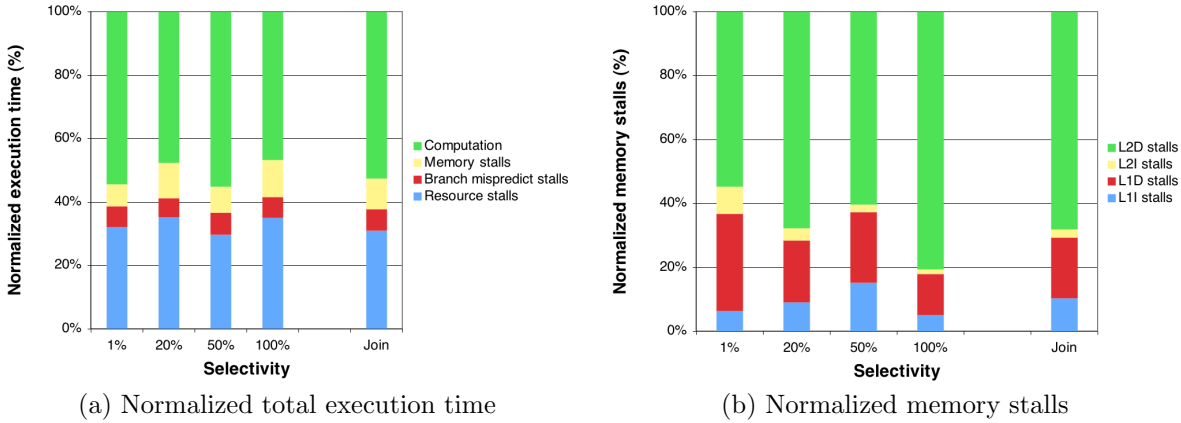 Normalized execution time (%)
100%
80%
60%
40%
20%
0%
1%
20%
50%
100%
Join
Selectivity
Computation
Memory stalls
Branch mispredict stalls
Resource stalls
(a) Normalized total execution time
Normalized memory stalls (%)
100%
80%
60%
40%
20%
0%
1%
20%
50%
100%
Join
Selectivity
L2D stalls
L2I stalls
L1D stalls
L1I stalls
(b) Normalized memory stalls